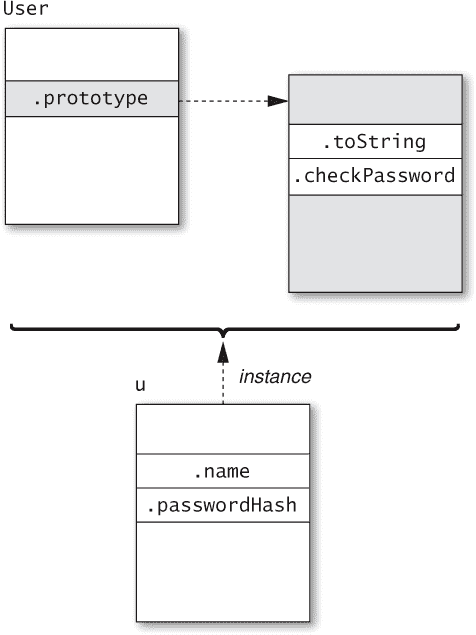 User
.prototype
.toString
.checkPassword
instance
u
.name
.passwordHash